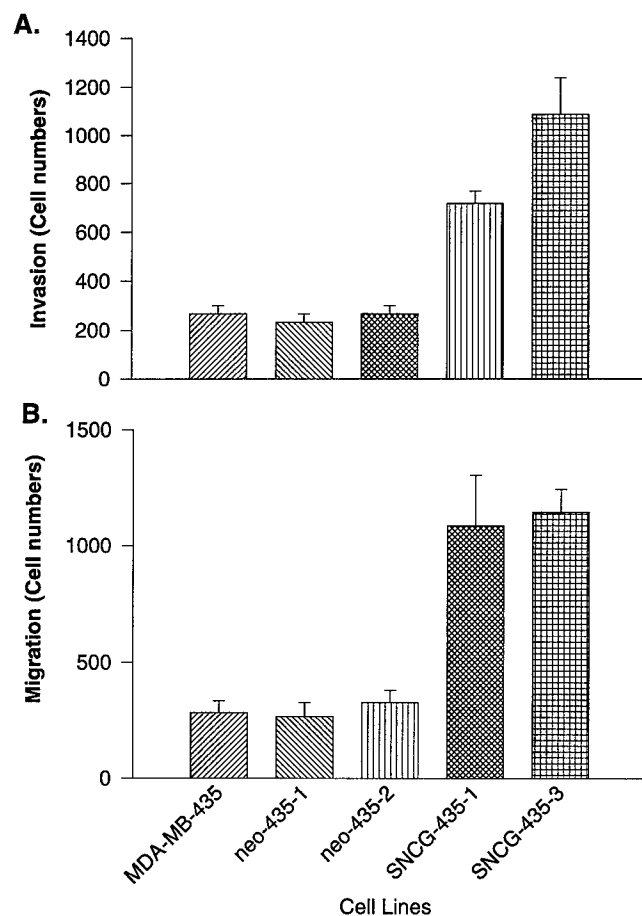 A.
Invasion (Cell numbers)
1400
1200
1000
800
600
400
200
0
B.
Migration (Cell numbers)
1500
1000
500
0
MDA-MB-435
neo-435-1
neo-435-2
SNCG-435-1
SNCG-435-3
Cell Lines